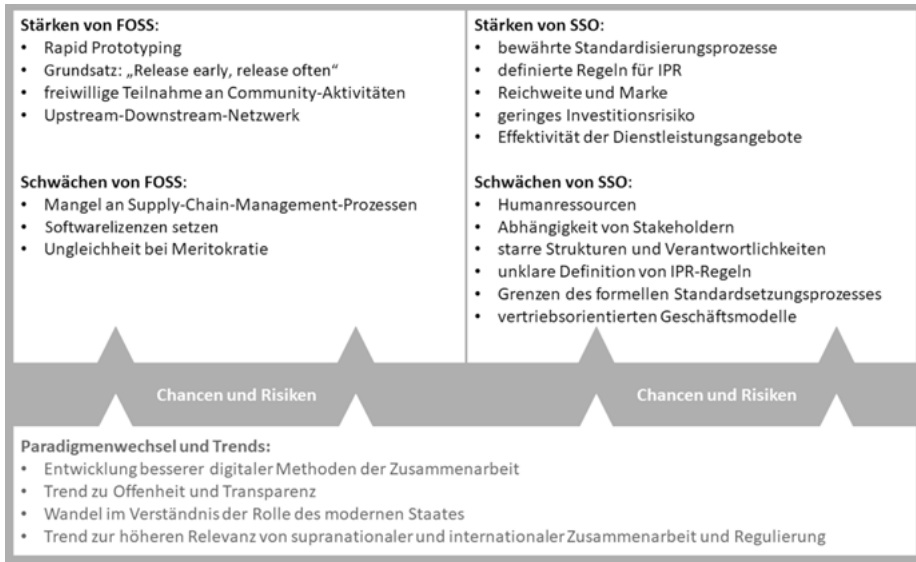 Stärken von FOSS:
• Rapid Prototyping
• Grundsatz: „Release early, release often“
• freiwillige Teilnahme an Community-Aktivitäten
• Upstream-Downstream-Netzwerk
Schwächen von FOSS:
• Mangel an Supply-Chain-Management-Prozessen
• Softwarelizenzen setzen
• Ungleichheit bei Meritokratie
Stärken von SSO:
• bewährte Standardisierungsprozesse
• definierte Regeln für IPR
• Reichweite und Marke
• geringes Investitionsrisiko
• Effektivität der Dienstleistungsangebote
Schwächen von SSO:
• Humanressourcen
• Abhängigkeit von Stakeholdern
• starre Strukturen und Verantwortlichkeiten
• unklare Definition von IPR-Regeln
• Grenzen des formellen Standardsetzungsprozesses
• vertriebsorientierten Geschäftsmodelle
Chancen und Risiken
Chancen und Risiken
Paradigmenwechsel und Trends:
• Entwicklung besserer digitaler Methoden der Zusammenarbeit
• Trend zu Offenheit und Transparenz
• Wandel im Verständnis der Rolle des modernen Staates
• Trend zur höheren Relevanz von supranationaler und internationaler Zusammenarbeit und Regulierung